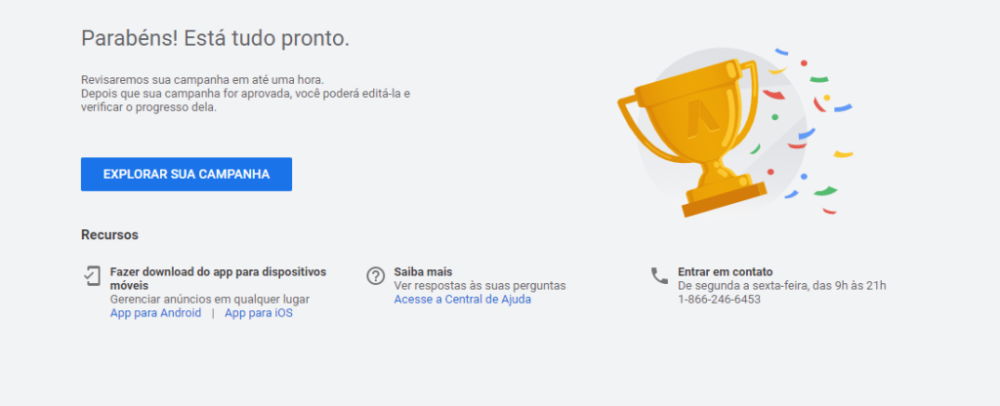 Parabéns! Está tudo pronto.
Revisaremos sua campanha em até uma hora.
Depois que sua campanha for aprovada, você poderá editá-la e
verificar o progresso dela.
EXPLORAR SUA CAMPANHA
Recursos
Fazer download do app para dispositivos
móveis
Gerenciar anúncios em qualquer lugar
App para Android | App para iOS
Saiba mais
Ver respostas às suas perguntas
Acesse a Central de Ajuda
Entrar em contato
De segunda a sexta-feira, das 9h às 21h
1-866-246-6453